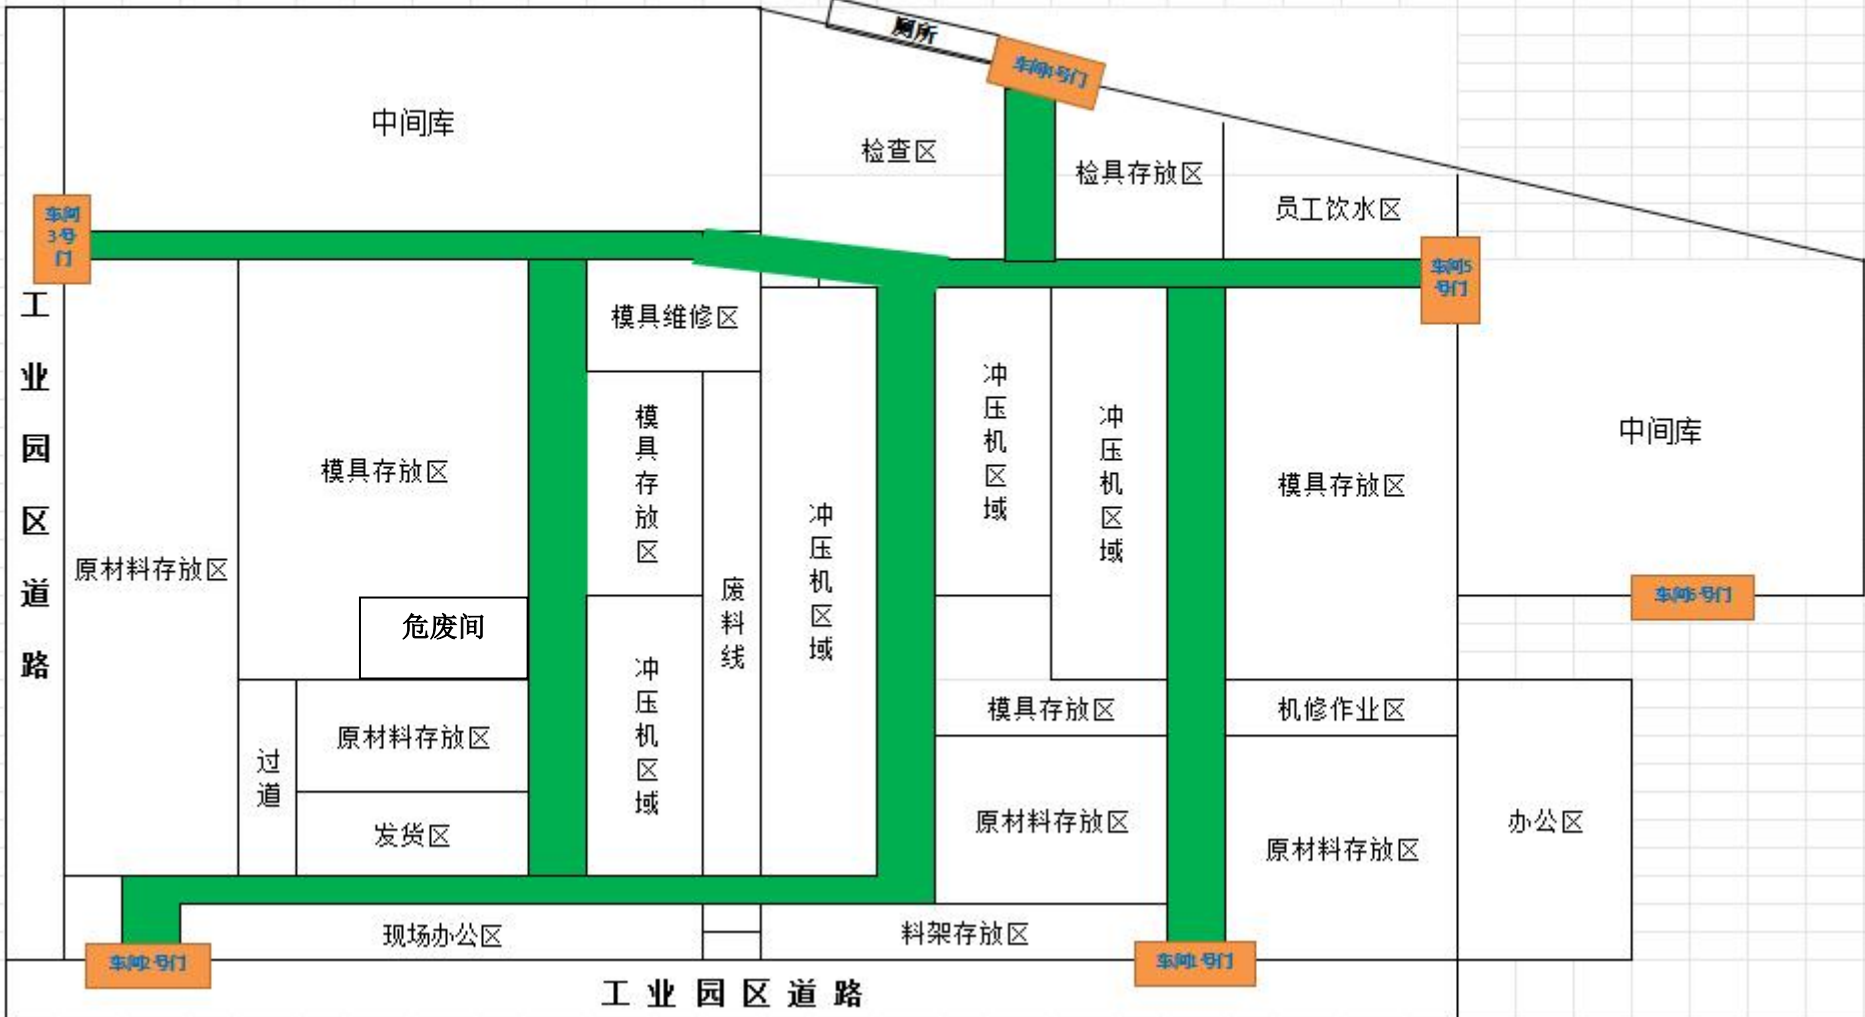 厕所
车间4号门
中间库
检查区
检具存放区
员工饮水区
车间
3号
门
车间5
号门
工业园区道路
模具维修区
模具存放区
模具存放区
冲压机区域
冲压机区域
冲压机区域
模具存放区
中间库
原材料存放区
危废间
废料线
冲压机区域
车间6号门
过道
原材料存放区
发货区
模具存放区
机修作业区
原材料存放区
原材料存放区
办公区
现场办公区
料架存放区
车间2号门
车间1号门
工业园区道路